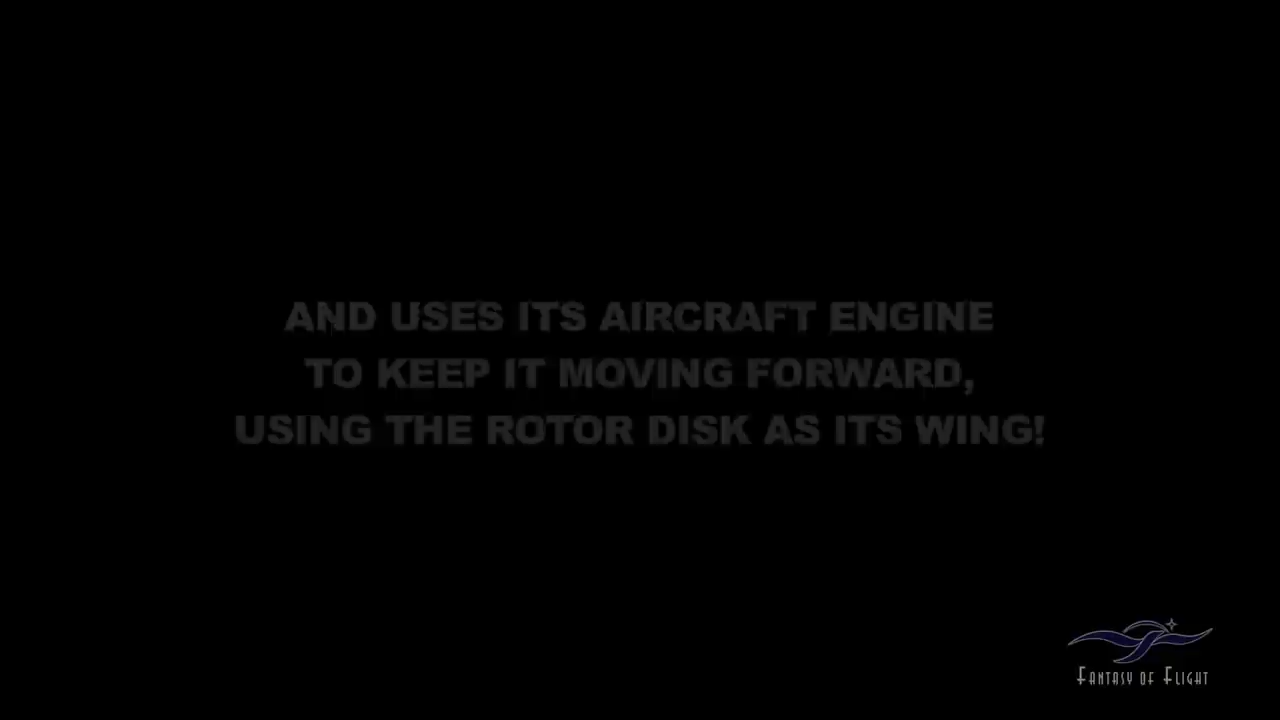 AND USES ITS AIRCRAFT ENGINE
TO KEEP IT MOVING FORWARD,
USING THE ROTOR DISK AS ITS WING!
FANTASY OF FLIGHT